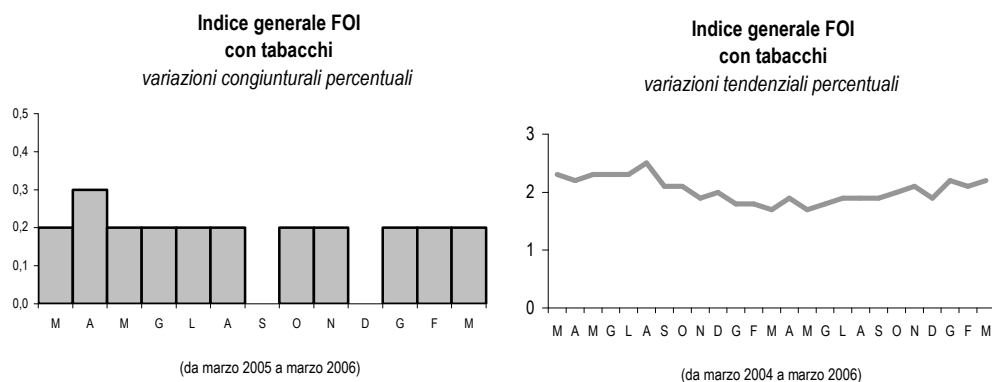 Indice generale FOI
con tabacchi
variazioni congiunturali percentuali
0,5
0,4
0,3
0,2
0,1
0,0
M A M G L A S O N D G F M
(da marzo 2005 a marzo 2006)
Indice generale FOI
con tabacchi
variazioni tendenziali percentuali
3
2
1
0
M A M G L A S O N D G F M A M G L A S O N D G F M
(da marzo 2004 a marzo 2006)